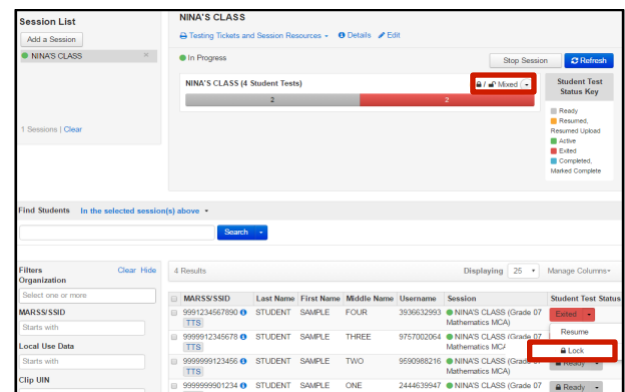 Session List
Add a Session
NINA'S CLASS ×
1 Sessions | Clear
NINA'S CLASS
Testing Tickets and Session Resources Details Edit
In Progress
Stop Session Refresh
NINA'S CLASS (4 Student Tests) / Mixed
2 2
Student Test
Status Key
Ready
Resumed,
Resumed Upload
Active
Exited
Completed,
Marked Complete
Find Students In the selected session(s) above
Search
Filters Clear Hide
Organization
Select one or more
MARSS/SSID
Starts with
Local Use Data
Starts with
Clip UIN
4 Results Displaying 25 Manage Columns
MARSS/SSID Last Name First Name Middle Name Username Session Student Test Status
9991234567890 STUDENT SAMPLE FOUR 3936632993 NINA'S CLASS (Grade 07 Exited
TTS Mathematics MCA)
Resume
9999912345678 STUDENT SAMPLE THREE 9757002064 NINA'S CLASS (Grade 07
TTS Mathematics MCA
Lock
9999999123456 STUDENT SAMPLE TWO 9590988216 NINA'S CLASS (Grade 07 Ready
TTS Mathematics MCA)
9999999901234 STUDENT SAMPLE ONE 2444639947 NINA'S CLASS (Grade 07 Ready